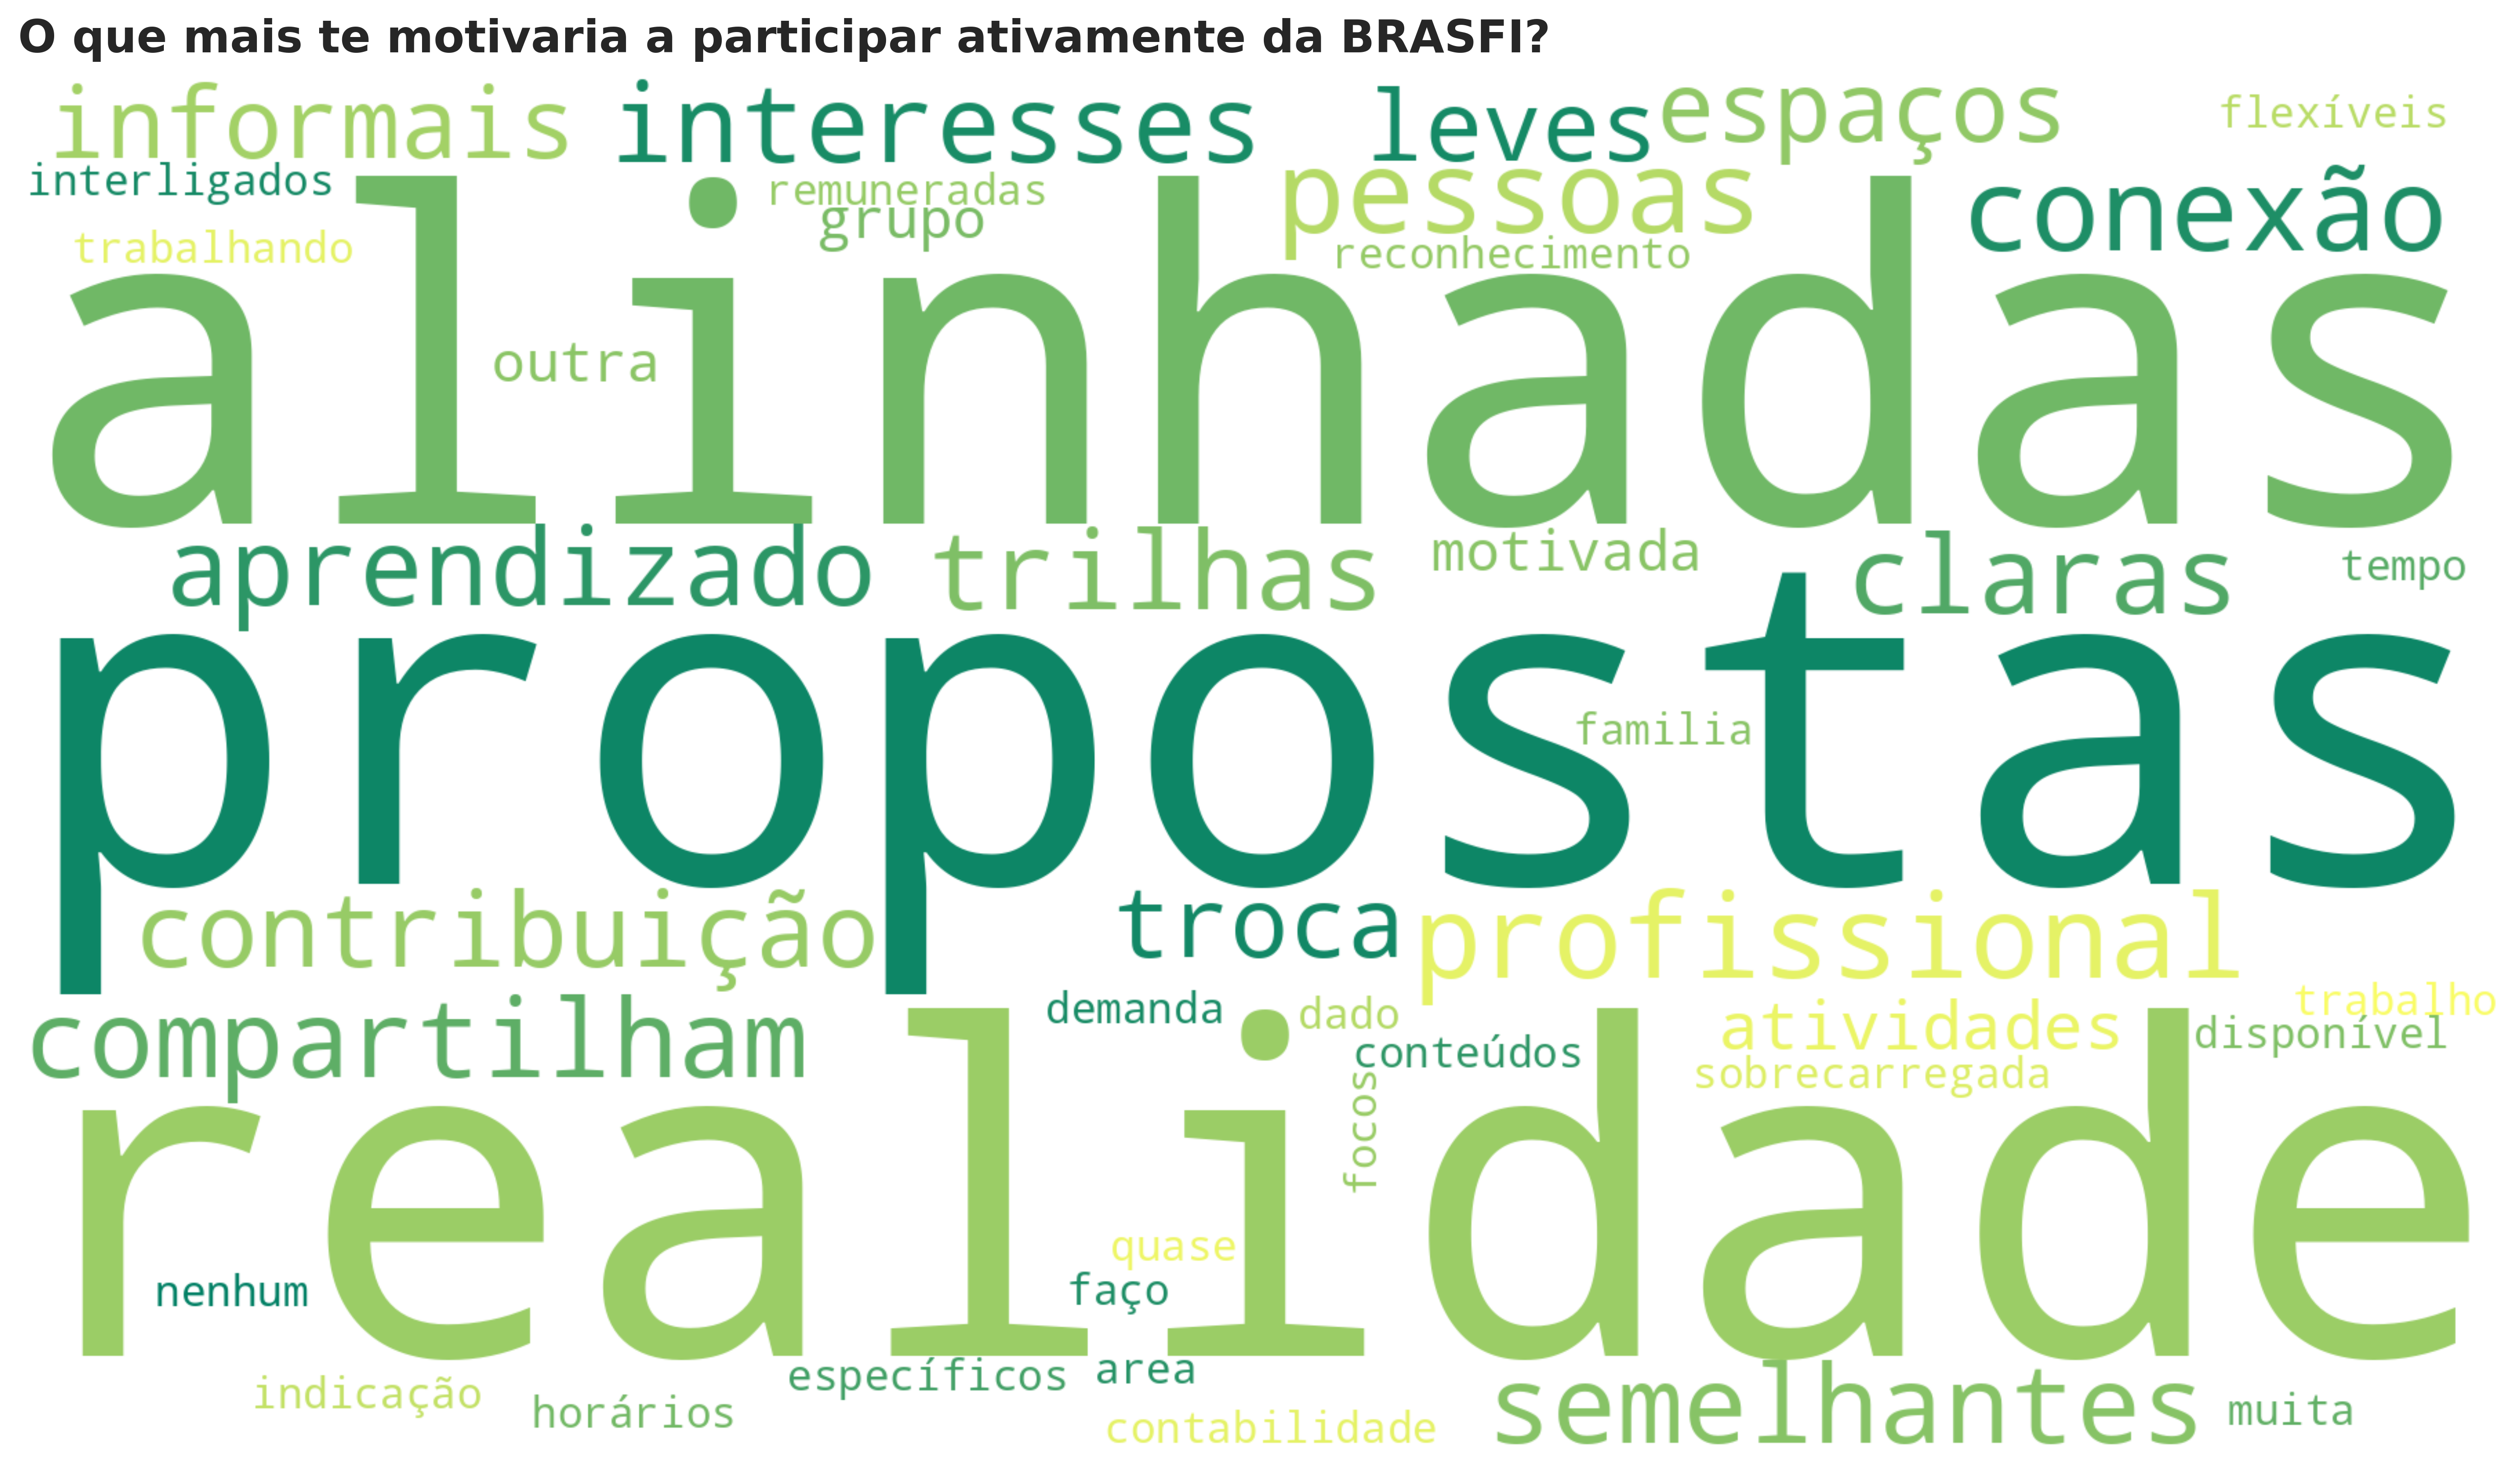 O que mais te motivaria a participar ativamente da BRASFI?
informais interesses leves espaços flexíveis
interligados remuneradas pessoas conexão
grupo
trabalhando reconhecimento
alinhadas
outra
aprendizado trilhas motivada claras tempo
propostas
familia
contribuição troca profissional
compartilham demanda dado atividades trabalho
conteúdos disponível
sobrecarregada
focos
realidade
quase
nenhum faço
indicação horários específicos area
contabilidade semelhantes muita